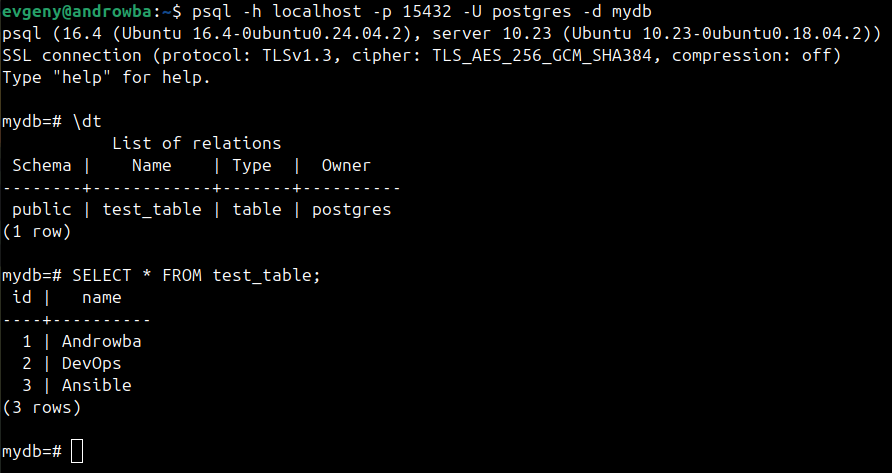 evgeny@androwba:~$ psql -h localhost -p 15432 -U postgres -d mydb
psql (16.4 (Ubuntu 16.4-0ubuntu0.24.04.2), server 10.23 (Ubuntu 10.23-0ubuntu0.18.04.2))
SSL connection (protocol: TLSv1.3, cipher: TLS_AES_256_GCM_SHA384, compression: off)
Type "help" for help.

mydb=# \dt
           List of relations
 Schema |    Name    | Type  |  Owner
--------+------------+-------+----------
 public | test_table | table | postgres
(1 row)

mydb=# SELECT * FROM test_table;
 id |   name
----+----------
  1 | Androwba
  2 | DevOps
  3 | Ansible
(3 rows)

mydb=#